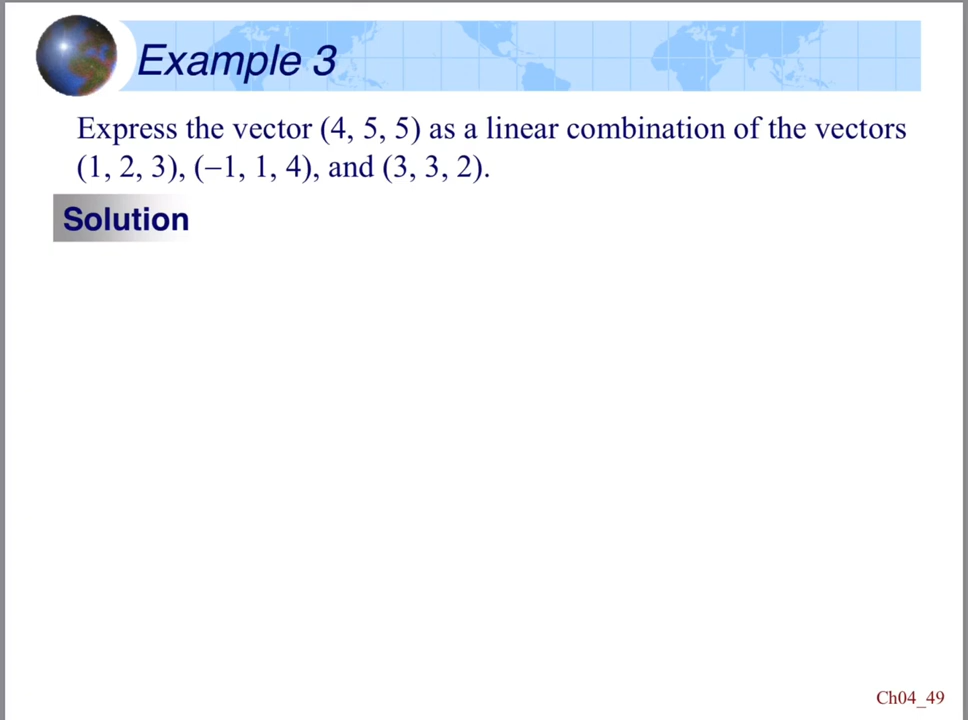 Example 3
Express the vector (4, 5, 5) as a linear combination of the vectors
(1, 2, 3), (−1, 1, 4), and (3, 3, 2).
Solution
Ch04_49